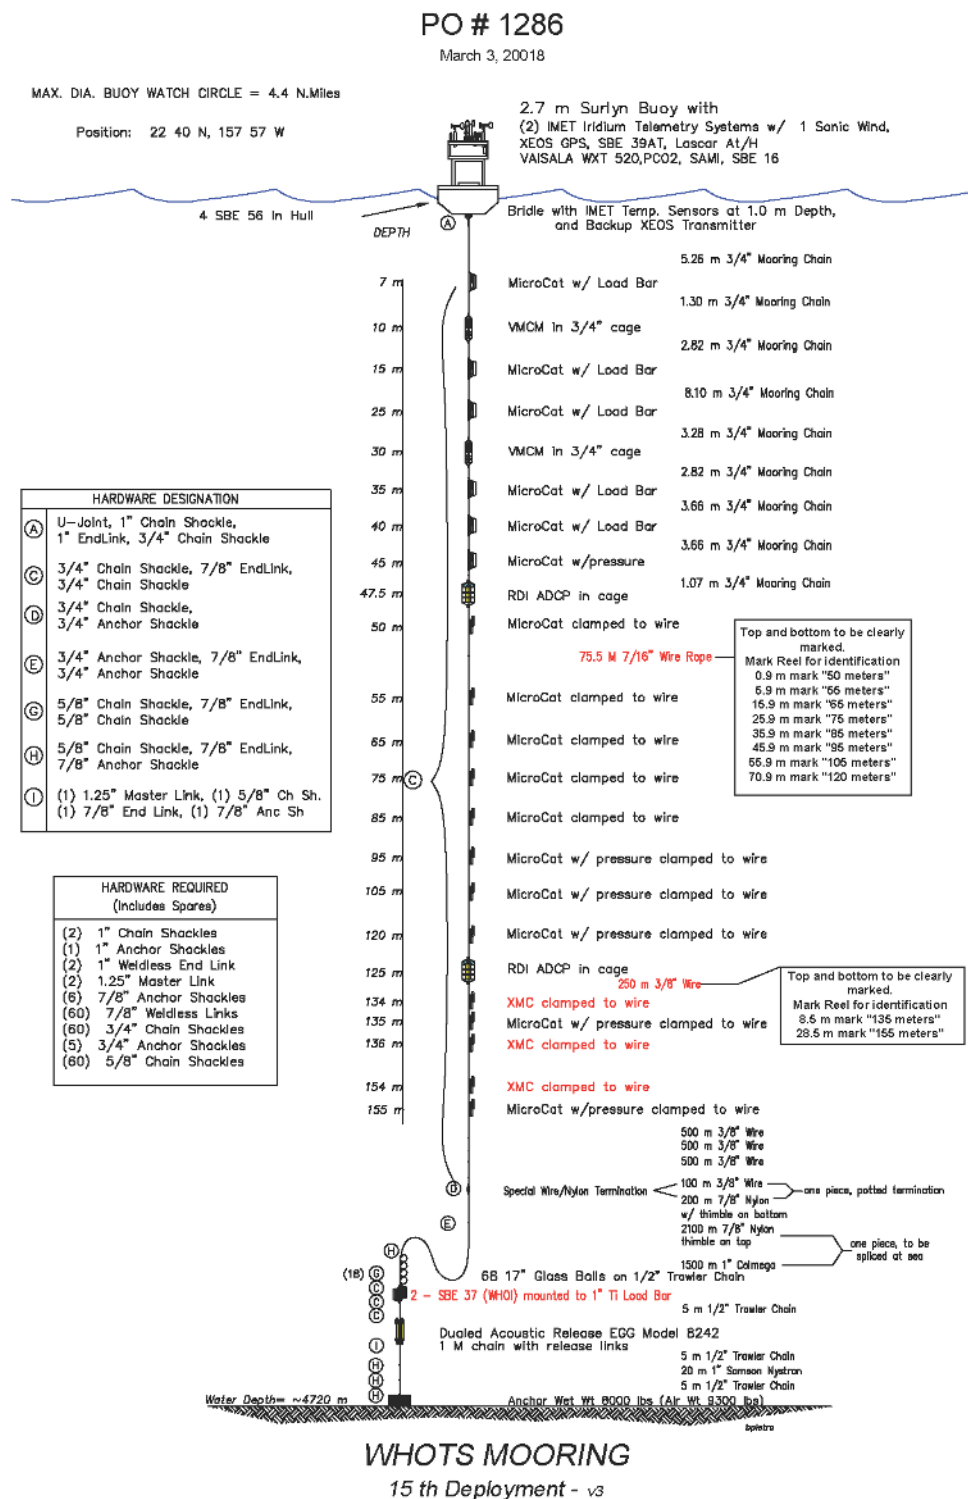 PO # 1286
March 3, 20018
MAX. DIA. BUOY WATCH CIRCLE = 4.4 N.Miles
Position: 22 40 N, 157 57 W
2.7 m Surlyn Buoy with
(2) IMET Iridium Telemetry Systems w/ 1 Sonic Wind,
XEOS GPS, SBE 39AT, Lascar At/H
VAISALA WXT 520,PCO2, SAMI, SBE 16
4 SBE 56 In Hull
Bridle with IMET Temp. Sensors at 1.0 m Depth,
and Backup XEOS Transmitter
A
DEPTH
5.26 m 3/4" Mooring Chain
7 m MicroCat w/ Load Bar
1.30 m 3/4" Mooring Chain
10 m VMCM in 3/4" cage
2.82 m 3/4" Mooring Chain
15 m MicroCat w/ Load Bar
8.10 m 3/4" Mooring Chain
25 m MicroCat w/ Load Bar
3.28 m 3/4" Mooring Chain
30 m VMCM in 3/4" cage
2.82 m 3/4" Mooring Chain
35 m MicroCat w/ Load Bar
3.66 m 3/4" Mooring Chain
40 m MicroCat w/ Load Bar
3.66 m 3/4" Mooring Chain
45 m MicroCat w/pressure
1.07 m 3/4" Mooring Chain
47.5 m RDI ADCP in cage
50 m MicroCat clamped to wire
75.5 M 7/16" Wire Rope
Top and bottom to be clearly
marked.
Mark Reel for identification
0.9 m mark "50 meters"
5.9 m mark "55 meters"
15.9 m mark "65 meters"
25.9 m mark "75 meters"
35.9 m mark "85 meters"
45.9 m mark "95 meters"
55.9 m mark "105 meters"
70.9 m mark "120 meters"
55 m MicroCat clamped to wire
65 m MicroCat clamped to wire
75 m C MicroCat clamped to wire
85 m MicroCat clamped to wire
95 m MicroCat w/ pressure clamped to wire
105 m MicroCat w/ pressure clamped to wire
120 m MicroCat w/ pressure clamped to wire
125 m RDI ADCP in cage
250 m 3/8" Wire
Top and bottom to be clearly
marked.
Mark Reel for identification
8.5 m mark "135 meters"
28.5 m mark "155 meters"
134 m XMC clamped to wire
135 m MicroCat w/ pressure clamped to wire
136 m XMC clamped to wire
154 m XMC clamped to wire
155 m MicroCat w/pressure clamped to wire
HARDWARE DESIGNATION
A U-Joint, 1" Chain Shackle,
1" EndLink, 3/4" Chain Shackle
C 3/4" Chain Shackle, 7/8" EndLink,
3/4" Chain Shackle
D 3/4" Chain Shackle,
3/4" Anchor Shackle
E 3/4" Anchor Shackle, 7/8" EndLink,
3/4" Anchor Shackle
G 5/8" Chain Shackle, 7/8" EndLink,
5/8" Chain Shackle
H 5/8" Chain Shackle, 7/8" EndLink,
7/8" Anchor Shackle
I (1) 1.25" Master Link, (1) 5/8" Ch Sh.
(1) 7/8" End Link, (1) 7/8" Anc Sh
HARDWARE REQUIRED
(Includes Spares)
(2) 1" Chain Shackles
(1) 1" Anchor Shackles
(2) 1" Weldless End Link
(2) 1.25" Master Link
(6) 7/8" Anchor Shackles
(60) 7/8" Weldless Links
(60) 3/4" Chain Shackles
(5) 3/4" Anchor Shackles
(60) 5/8" Chain Shackles
500 m 3/8" Wire
500 m 3/8" Wire
500 m 3/8" Wire
D
Special Wire/Nylon Termination
100 m 3/8" Wire
200 m 7/8" Nylon
one piece, potted termination
w/ thimble on bottom
2100 m 7/8" Nylon
thimble on top
1500 m 1" Colmega
one piece, to be
spliced at sea
E
H
(18) G 68 17" Glass Balls on 1/2" Trawler Chain
C
2 - SBE 37 (WHOI) mounted to 1" Ti Load Bar
C
5 m 1/2" Trawler Chain
C
Dualed Acoustic Release EGG Model 8242
1 M chain with release links
I
5 m 1/2" Trawler Chain
H
20 m 1" Samson Nystron
H
5 m 1/2" Trawler Chain
H
Water Depth= ~4720 m
Anchor Wet Wt 8000 lbs (Air Wt 9300 lbs)
WHOTS MOORING
15 th Deployment - v3